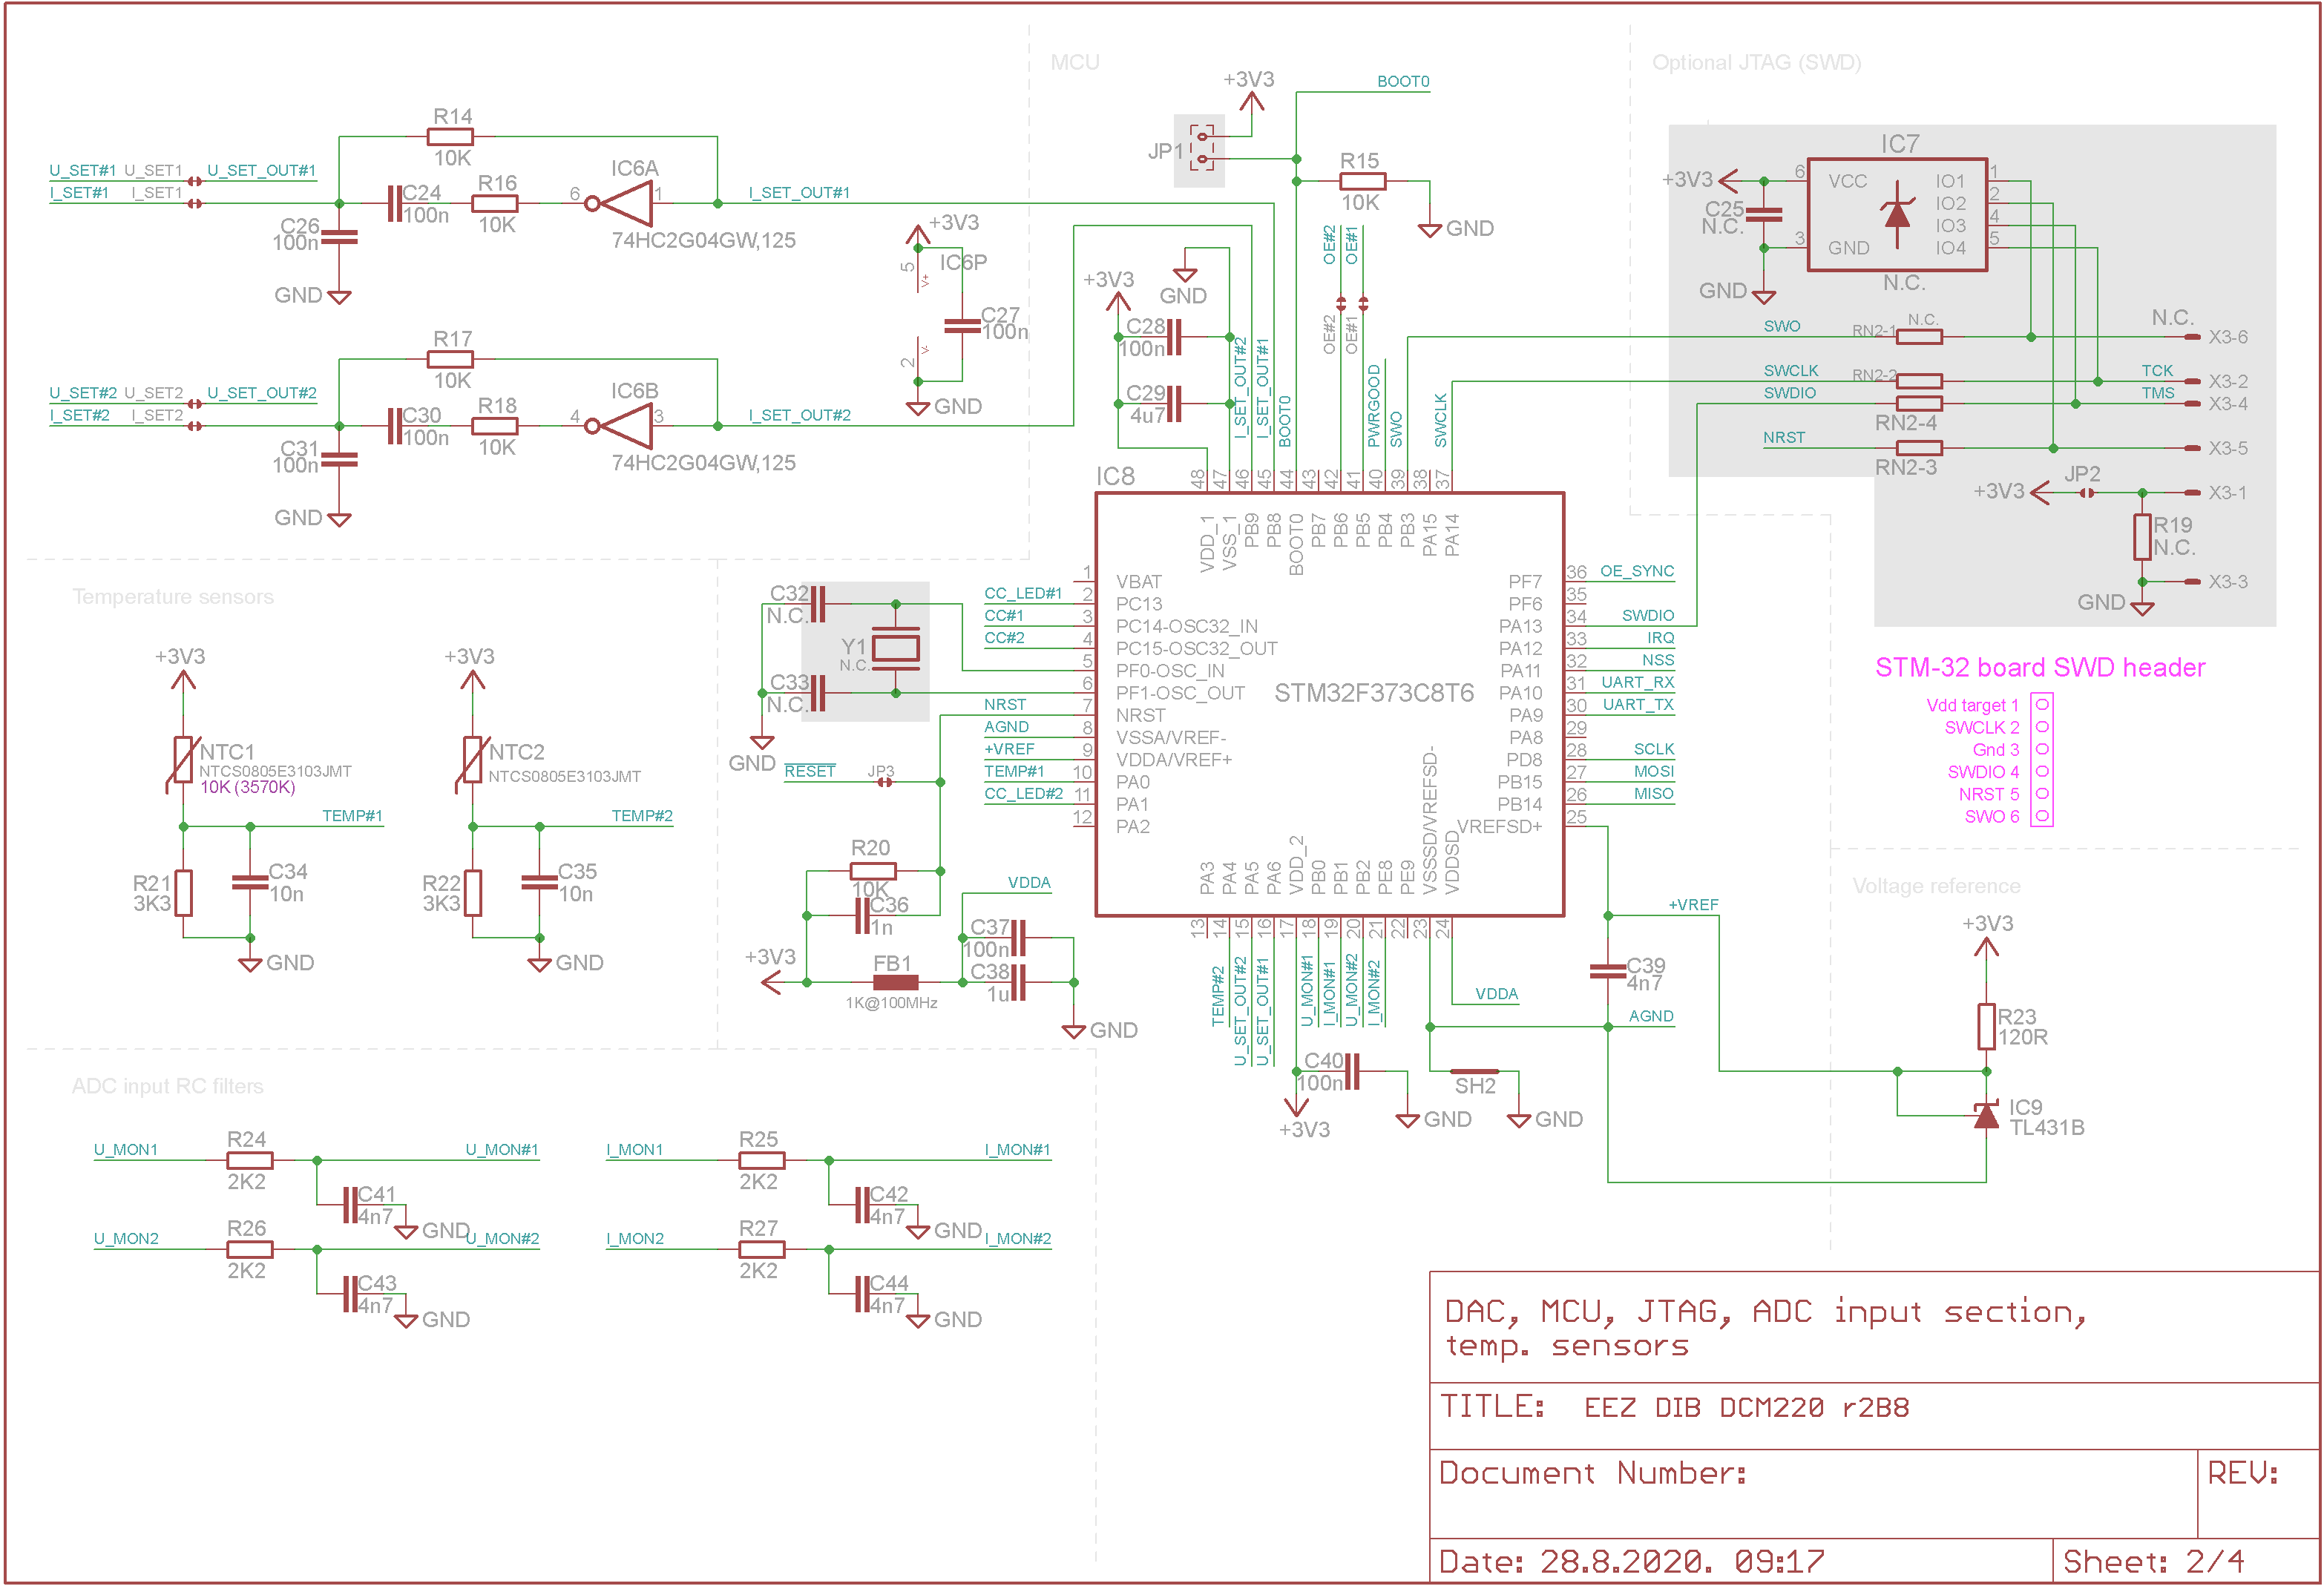 MCU
Optional JTAG (SWD)
+3V3
BOOT0
JP1
R15
10K
GND
R14
10K
U_SET#1 U_SET1 U_SET_OUT#1
I_SET#1 I_SET1
C24
100n
R16
10K
IC6A
6
1
74HC2G04GW,125
I_SET_OUT#1
C26
100n
GND
+3V3
IC6P
5
V+
C27
100n
2
V-
GND
R17
10K
U_SET#2 U_SET2 U_SET_OUT#2
I_SET#2 I_SET2
C30
100n
R18
10K
IC6B
4
3
74HC2G04GW,125
I_SET_OUT#2
C31
100n
GND
+3V3
GND
C28
100n
C29
4u7
I_SET_OUT#2
I_SET_OUT#1
BOOT0
OE#2
OE#1
OE#2
OE#1
PWRGOOD
SWO
SWCLK
IC7
+3V3
6
VCC
IO1
1
IO2
2
IO3
4
IO4
5
C25
N.C.
3
GND
N.C.
GND
SWO
RN2-1
N.C.
N.C.
X3-6
SWCLK
RN2-2
TCK
X3-2
SWDIO
RN2-4
TMS
X3-4
NRST
RN2-3
X3-5
+3V3
JP2
X3-1
R19
N.C.
X3-3
GND
IC8
48
47
46
45
44
43
42
41
40
39
38
37
VDD_1
VSS_1
PB9
PB8
BOOT0
PB7
PB6
PB5
PB4
PB3
PA15
PA14
1
VBAT
CC_LED#1
2
PC13
CC#1
3
PC14-OSC32_IN
CC#2
4
PC15-OSC32_OUT
5
PF0-OSC_IN
6
PF1-OSC_OUT
NRST
7
NRST
AGND
8
VSSA/VREF-
+VREF
9
VDDA/VREF+
TEMP#1
10
PA0
CC_LED#2
11
PA1
12
PA2
STM32F373C8T6
PF7
36
OE_SYNC
PF6
35
PA13
34
SWDIO
PA12
33
IRQ
PA11
32
NSS
PA10
31
UART_RX
PA9
30
UART_TX
PA8
29
PD8
28
SCLK
PB15
27
MOSI
PB14
26
MISO
VREFSD+
25
PA3
PA4
PA5
PA6
VDD_2
PB0
PB1
PB2
PE8
PE9
VSSSD/VREFSD-
VDDSD
13
14
15
16
17
18
19
20
21
22
23
24
TEMP#2
U_SET_OUT#2
U_SET_OUT#1
U_MON#1
I_MON#1
U_MON#2
I_MON#2
VDDA
AGND
C40
100n
+3V3
GND
SH2
GND
C32
N.C.
Y1
N.C.
C33
N.C.
GND
RESET
JP3
R20
10K
C36
1n
VDDA
C37
100n
+3V3
FB1
1K@100MHz
C38
1u
GND
Temperature sensors
+3V3
NTC1
NTCS0805E3103JMT
10K (3570K)
TEMP#1
R21
3K3
C34
10n
GND
+3V3
NTC2
NTCS0805E3103JMT
TEMP#2
R22
3K3
C35
10n
GND
STM-32 board SWD header
Vdd target 1
SWCLK 2
Gnd 3
SWDIO 4
NRST 5
SWO 6
Voltage reference
+VREF
+3V3
C39
4n7
R23
120R
IC9
TL431B
ADC input RC filters
U_MON1
R24
2K2
U_MON#1
C41
4n7
GND
I_MON1
R25
2K2
I_MON#1
C42
4n7
GND
U_MON2
R26
2K2
U_MON#2
C43
4n7
GND
I_MON2
R27
2K2
I_MON#2
C44
4n7
GND
DAC, MCU, JTAG, ADC input section,
temp. sensors
TITLE: EEZ DIB DCM220 r2B8
Document Number:
REV:
Date: 28.8.2020. 09:17
Sheet: 2/4